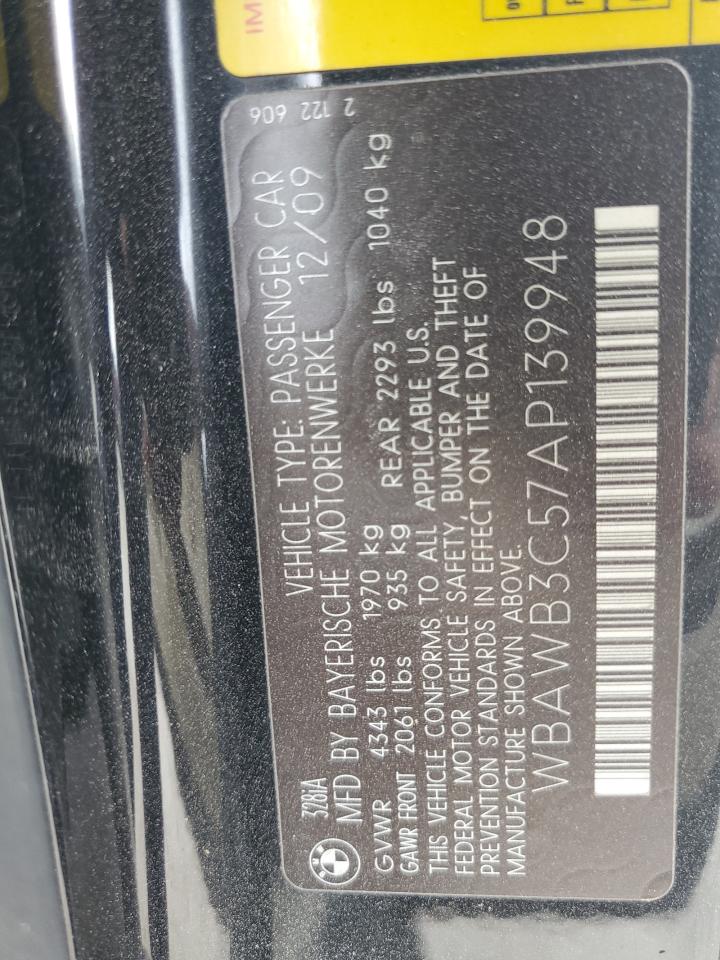 IM
2 122 606
328iA VEHICLE TYPE: PASSENGER CAR
MFD BY BAYERISCHE MOTORENWERKE 12/09
GVWR 4343 lbs 1970 kg
GAWR FRONT 2061 lbs 935 kg REAR 2293 lbs 1040 kg
THIS VEHICLE CONFORMS TO ALL APPLICABLE U.S.
FEDERAL MOTOR VEHICLE SAFETY, BUMPER AND THEFT
PREVENTION STANDARDS IN EFFECT ON THE DATE OF
MANUFACTURE SHOWN ABOVE.
WBAWB3C57AP139948